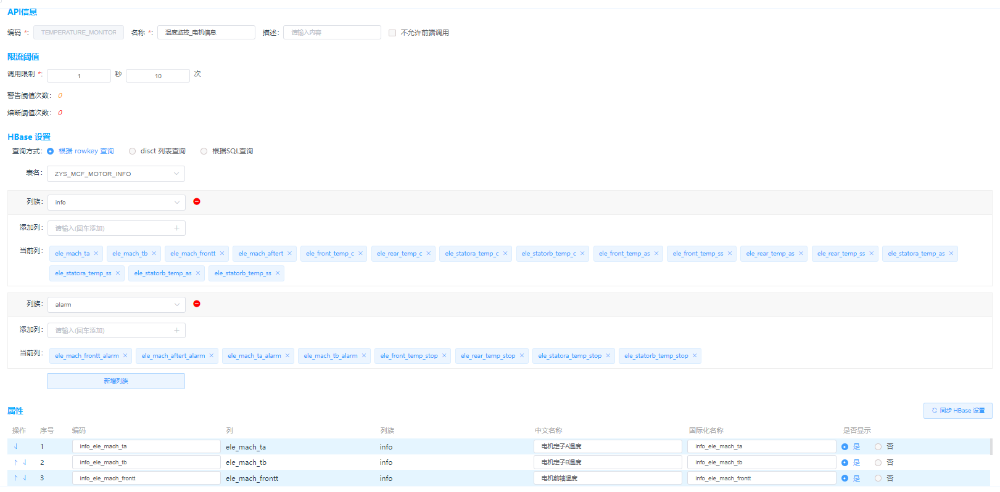 API信息
编码 *: TEMPERATURE_MONITOR 名称 *: 温度监控_电机信息 描述: 请输入内容 不允许前端调用
限流阈值
调用限制 *: 1 秒 10 次
警告阈值次数: 0
熔断阈值次数: 0
HBase 设置
查询方式: 根据 rowkey 查询 disct 列表查询 根据SQL查询
表名: ZYS_MCF_MOTOR_INFO
列族: info
添加列: 请输入(回车添加)
当前列: ele_mach_ta ele_mach_tb ele_mach_frontt ele_mach_aftert ele_front_temp_c ele_rear_temp_c ele_statora_temp_c ele_statorb_temp_c ele_front_temp_as ele_front_temp_ss ele_rear_temp_as ele_rear_temp_ss ele_statora_temp_as
ele_statora_temp_ss ele_statorb_temp_as ele_statorb_temp_ss
列族: alarm
添加列: 请输入(回车添加)
当前列: ele_mach_frontt_alarm ele_mach_aftert_alarm ele_mach_ta_alarm ele_mach_tb_alarm ele_front_temp_stop ele_rear_temp_stop ele_statora_temp_stop ele_statorb_temp_stop
新增列族
属性 同步 HBase 设置
操作 序号 编码 列 列族 中文名称 国际化名称 是否显示
1 info_ele_mach_ta ele_mach_ta info 电机定子A温度 info_ele_mach_ta 是 否
2 info_ele_mach_tb ele_mach_tb info 电机定子B温度 info_ele_mach_tb 是 否
3 info_ele_mach_frontt ele_mach_frontt info 电机前轴温度 info_ele_mach_frontt 是 否